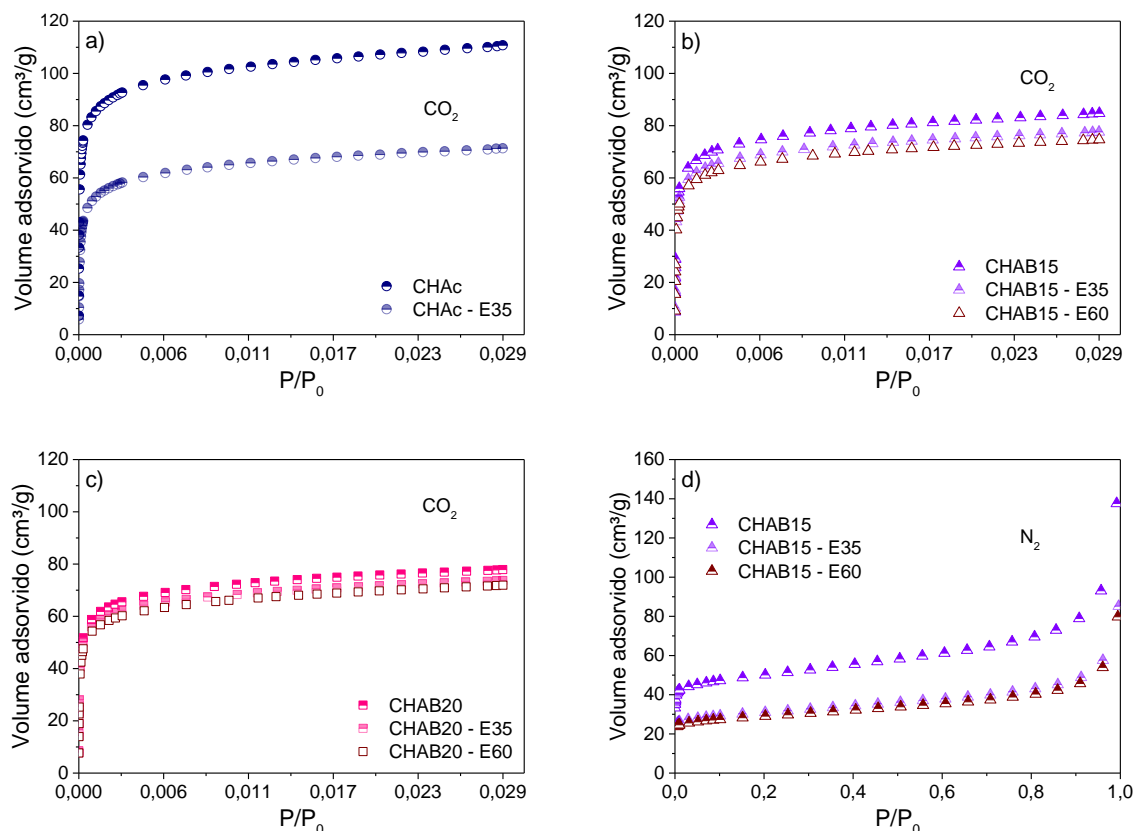 a)
CO₂
Volume adsorvido (cm³/g)
120
100
80
60
40
20
0
CHAc
CHAc - E35
0,000 0,006 0,011 0,017 0,023 0,029
P/P₀
b)
CO₂
Volume adsorvido (cm³/g)
120
100
80
60
40
20
0
CHAB15
CHAB15 - E35
CHAB15 - E60
0,000 0,006 0,011 0,017 0,023 0,029
P/P₀
c)
CO₂
Volume adsorvido (cm³/g)
120
100
80
60
40
20
0
CHAB20
CHAB20 - E35
CHAB20 - E60
0,000 0,006 0,011 0,017 0,023 0,029
P/P₀
d)
N₂
Volume adsorvido (cm³/g)
160
140
120
100
80
60
40
20
0
CHAB15
CHAB15 - E35
CHAB15 - E60
0,0 0,2 0,4 0,6 0,8 1,0
P/P₀